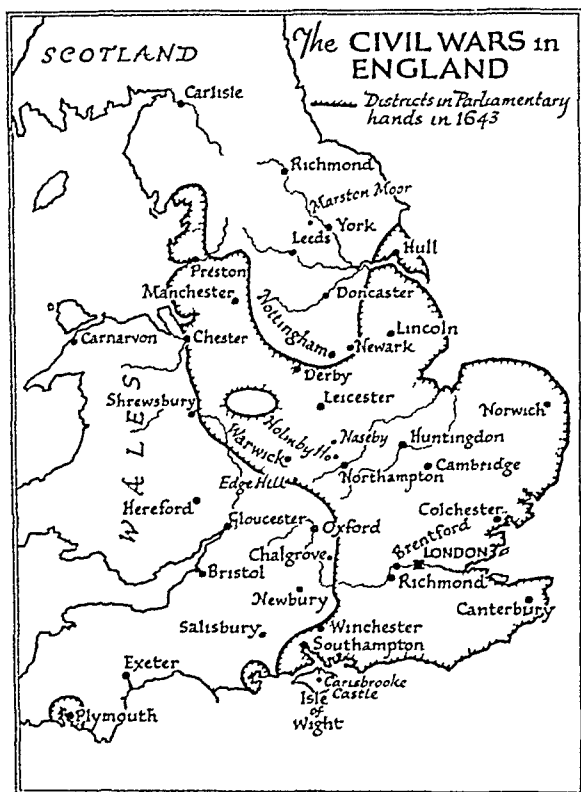 The CIVIL WARS in
ENGLAND
Districts in Parliamentary
hands in 1643
SCOTLAND
Carlisle
Richmond
Marston Moor
York
Leeds
Hull
Preston
Manchester
Doncaster
Nottingham
Lincoln
Carnarvon
Chester
Newark
Derby
Leicester
Shrewsbury
Norwich
WALES
Holmby Ho.
Naseby
Huntingdon
Warwick
Northampton
Cambridge
Edge Hill
Hereford
Gloucester
Oxford
Colchester
Brentford
Chalgrove
LONDON
Bristol
Richmond
Newbury
Canterbury
Salisbury
Winchester
Southampton
Exeter
Carisbrooke
Castle
Isle
of
Wight
Plymouth